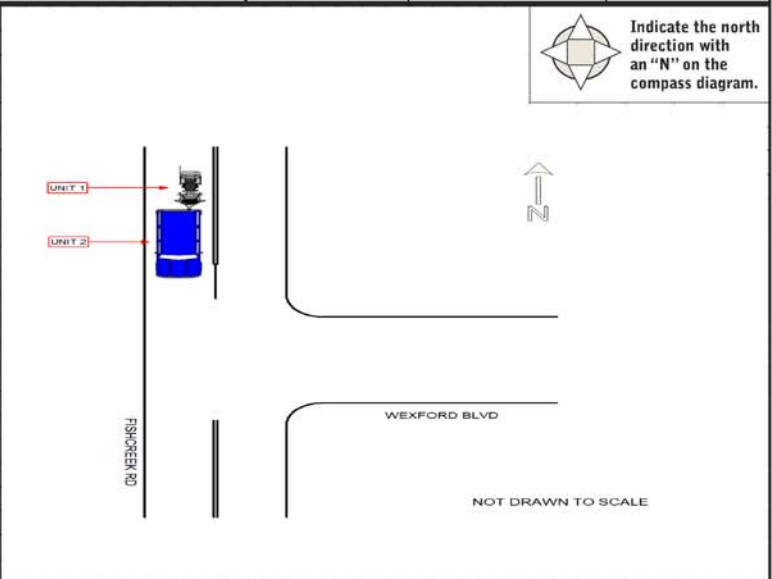 Indicate the north
direction with
an “N” on the
compass diagram.
UNIT 1
UNIT 2
N
WEXFORD BLVD
FISHCREEK RD
NOT DRAWN TO SCALE